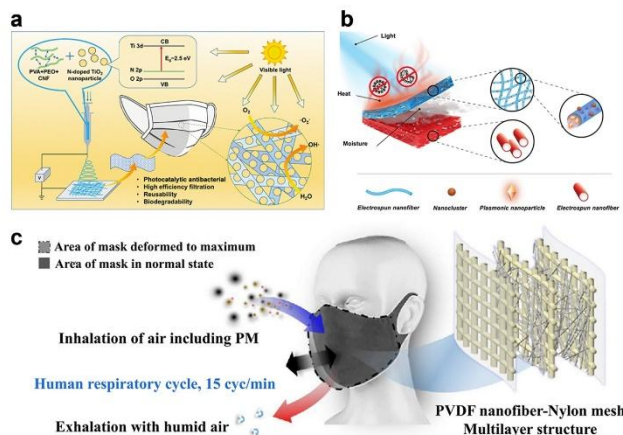 a
PVA+PEO+
CNF
N-doped TiO2
nanoparticle
CB
Ti 3d
Eg~2.5 eV
N 2p
O 2p
VB
Visible light
O2
·O2-
OH·
H2O
V
• Photocatalytic antibacterial
• High efficiency filtration
• Reusability
• Biodegradability
b
Light
Heat
Moisture
Electrospun nanofiber
Nanocluster
Plasmonic nanoparticle
Electrospun nanofiber
c
Area of mask deformed to maximum
Area of mask in normal state
Inhalation of air including PM
Human respiratory cycle, 15 cyc/min
Exhalation with humid air
PVDF nanofiber-Nylon mesh
Multilayer structure